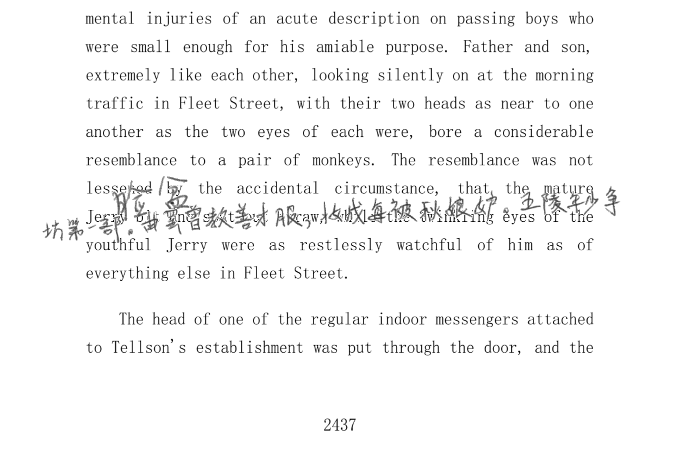 mental injuries of an acute description on passing boys who
were small enough for his amiable purpose. Father and son,
extremely like each other, looking silently on at the morning
traffic in Fleet Street, with their two heads as near to one
another as the two eyes of each were, bore a considerable
resemblance to a pair of monkeys. The resemblance was not
lessened by the accidental circumstance, that the mature
坊第一部。曲罢曾教善才服，妆成每被秋娘妒。五陵年少争
Jerry bit and spat out straw, while the twinkling eyes of the
youthful Jerry were as restlessly watchful of him as of
everything else in Fleet Street.
The head of one of the regular indoor messengers attached
to Tellson's establishment was put through the door, and the
2437